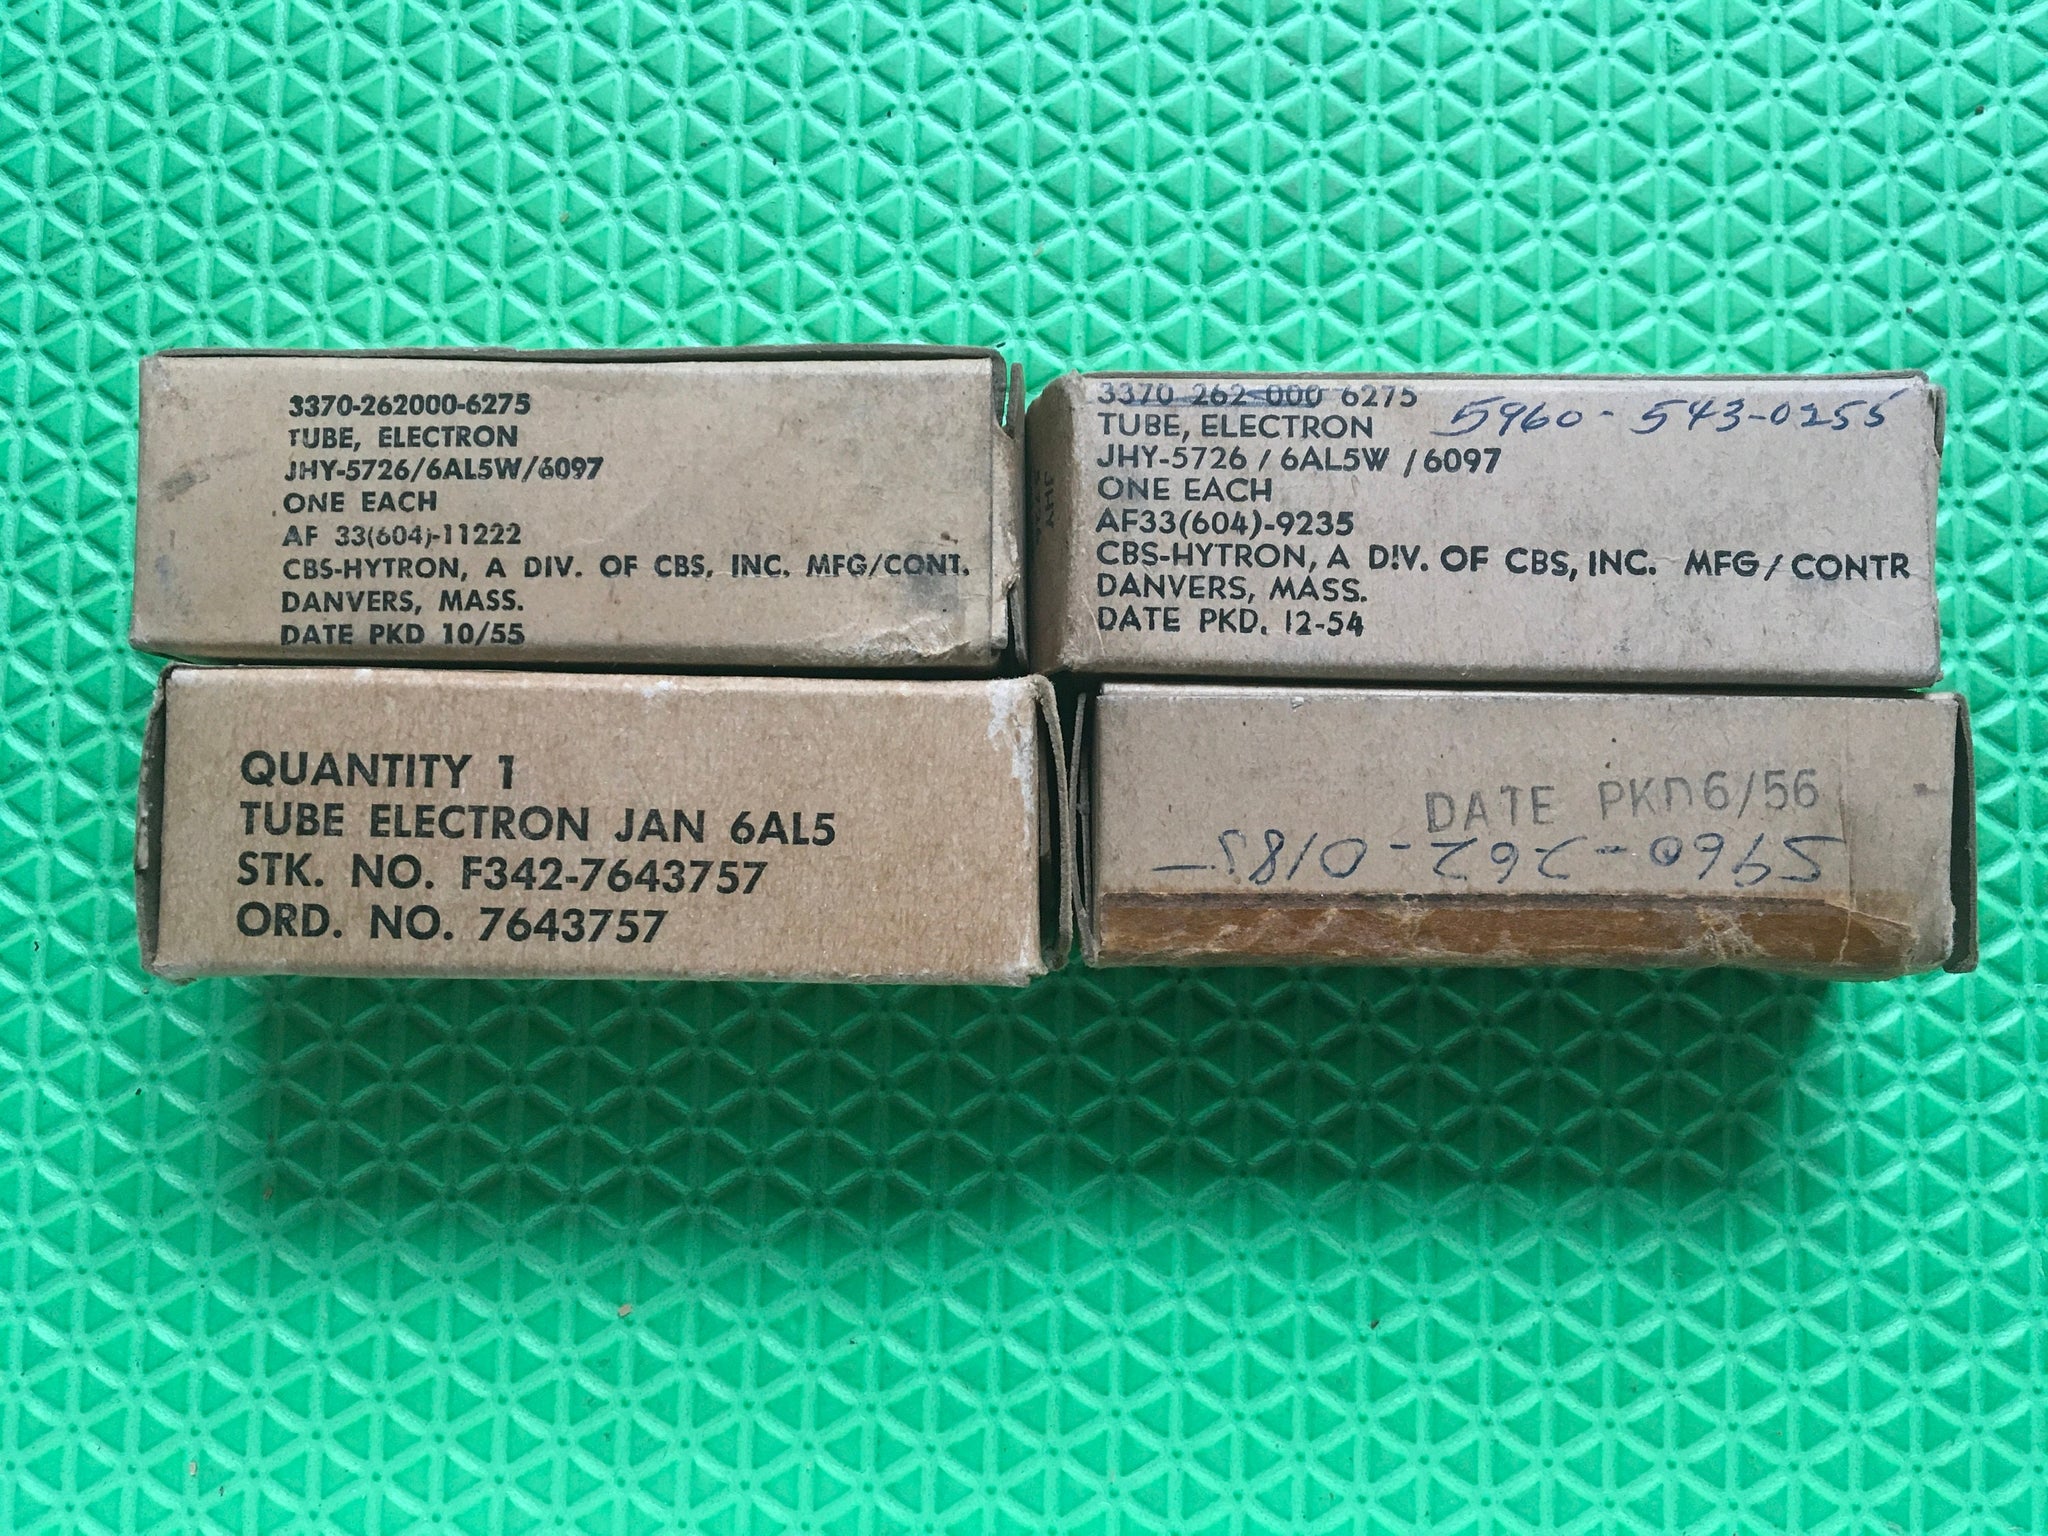 3370-262000-6275
TUBE, ELECTRON
JHY-5726/6AL5W/6097
ONE EACH
AF 33(604)-11222
CBS-HYTRON, A DIV. OF CBS, INC. MFG/CONT.
DANVERS, MASS.
DATE PKD 10/55
3370 262-000 6275
5960-543-0255
TUBE, ELECTRON
JHY-5726 / 6AL5W /6097
ONE EACH
AF33(604)-9235
CBS-HYTRON, A DIV. OF CBS, INC. MFG/CONTR
DANVERS, MASS.
DATE PKD. 12-54
QUANTITY 1
TUBE ELECTRON JAN 6AL5
STK. NO. F342-7643757
ORD. NO. 7643757
DATE PKD 6/56